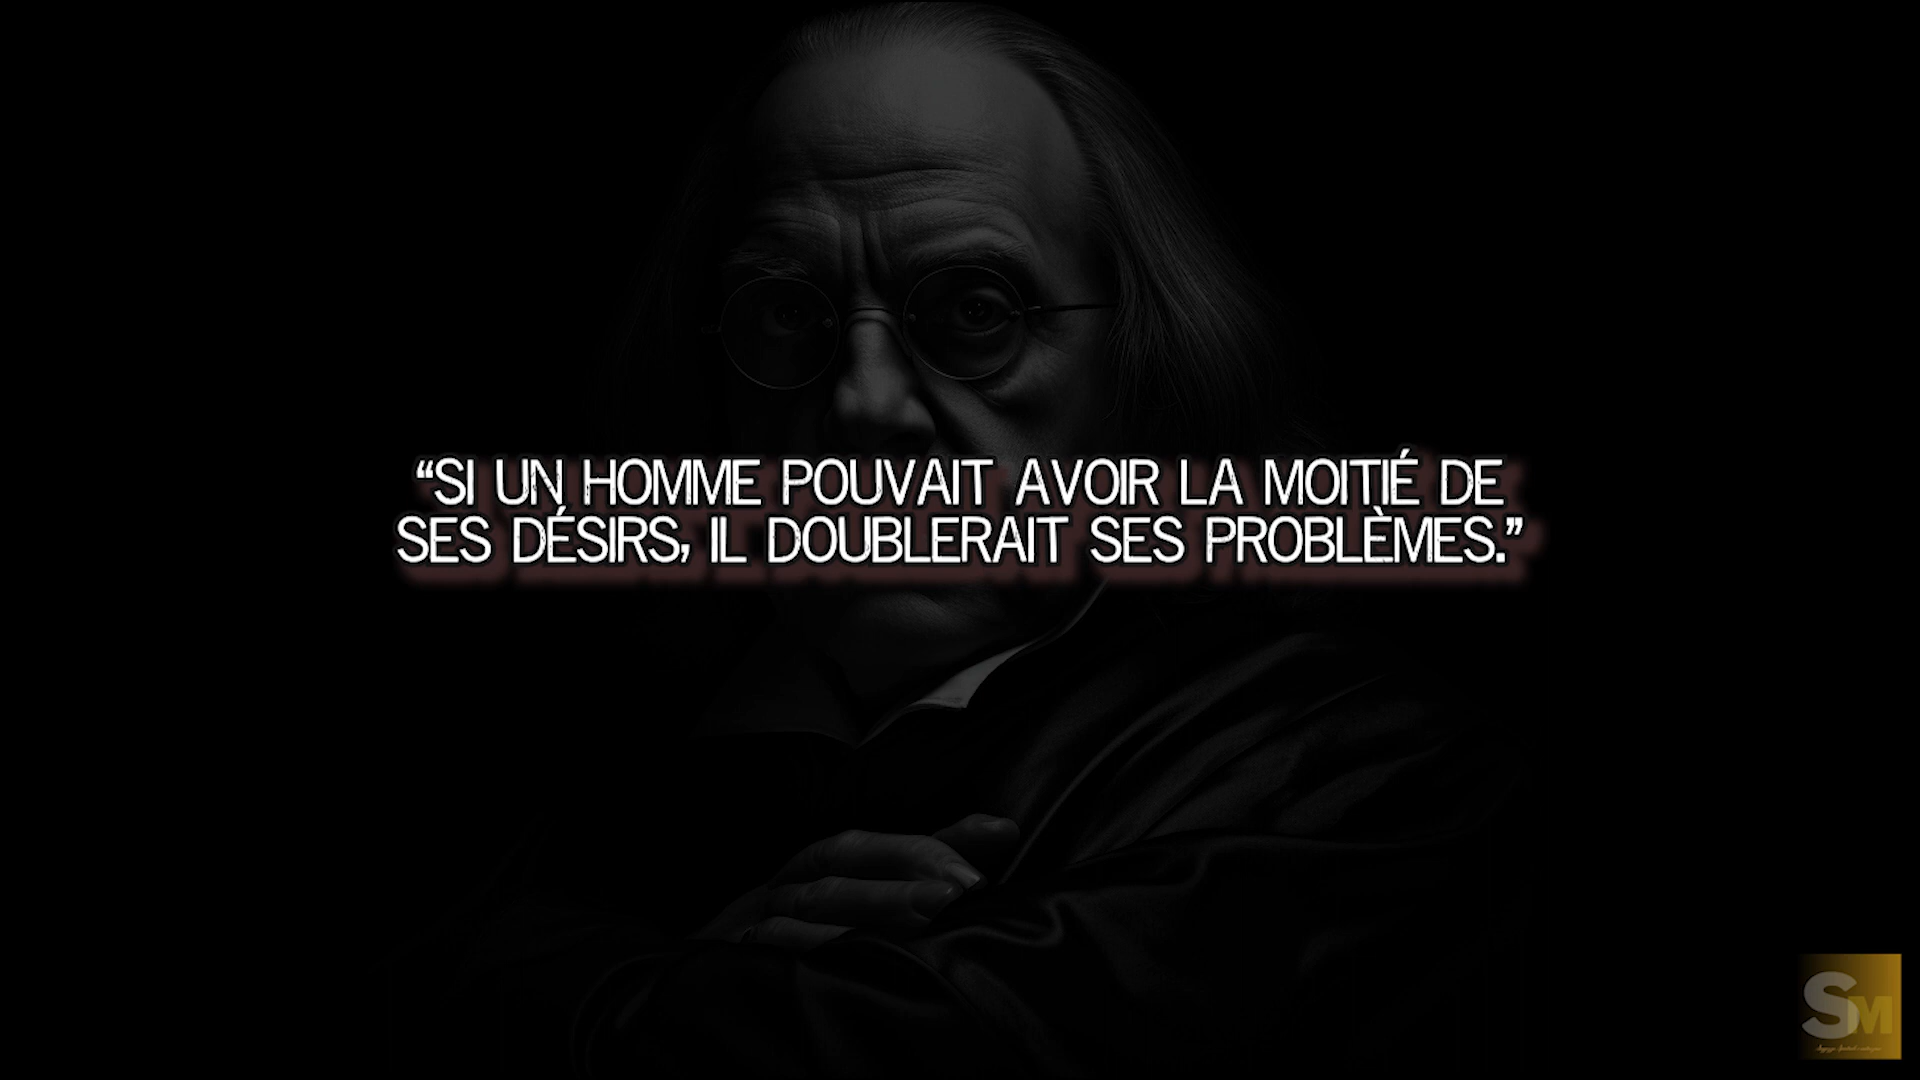 “SI UN HOMME POUVAIT AVOIR LA MOITIÉ DE
SES DÉSIRS, IL DOUBLERAIT SES PROBLÈMES.”
SM